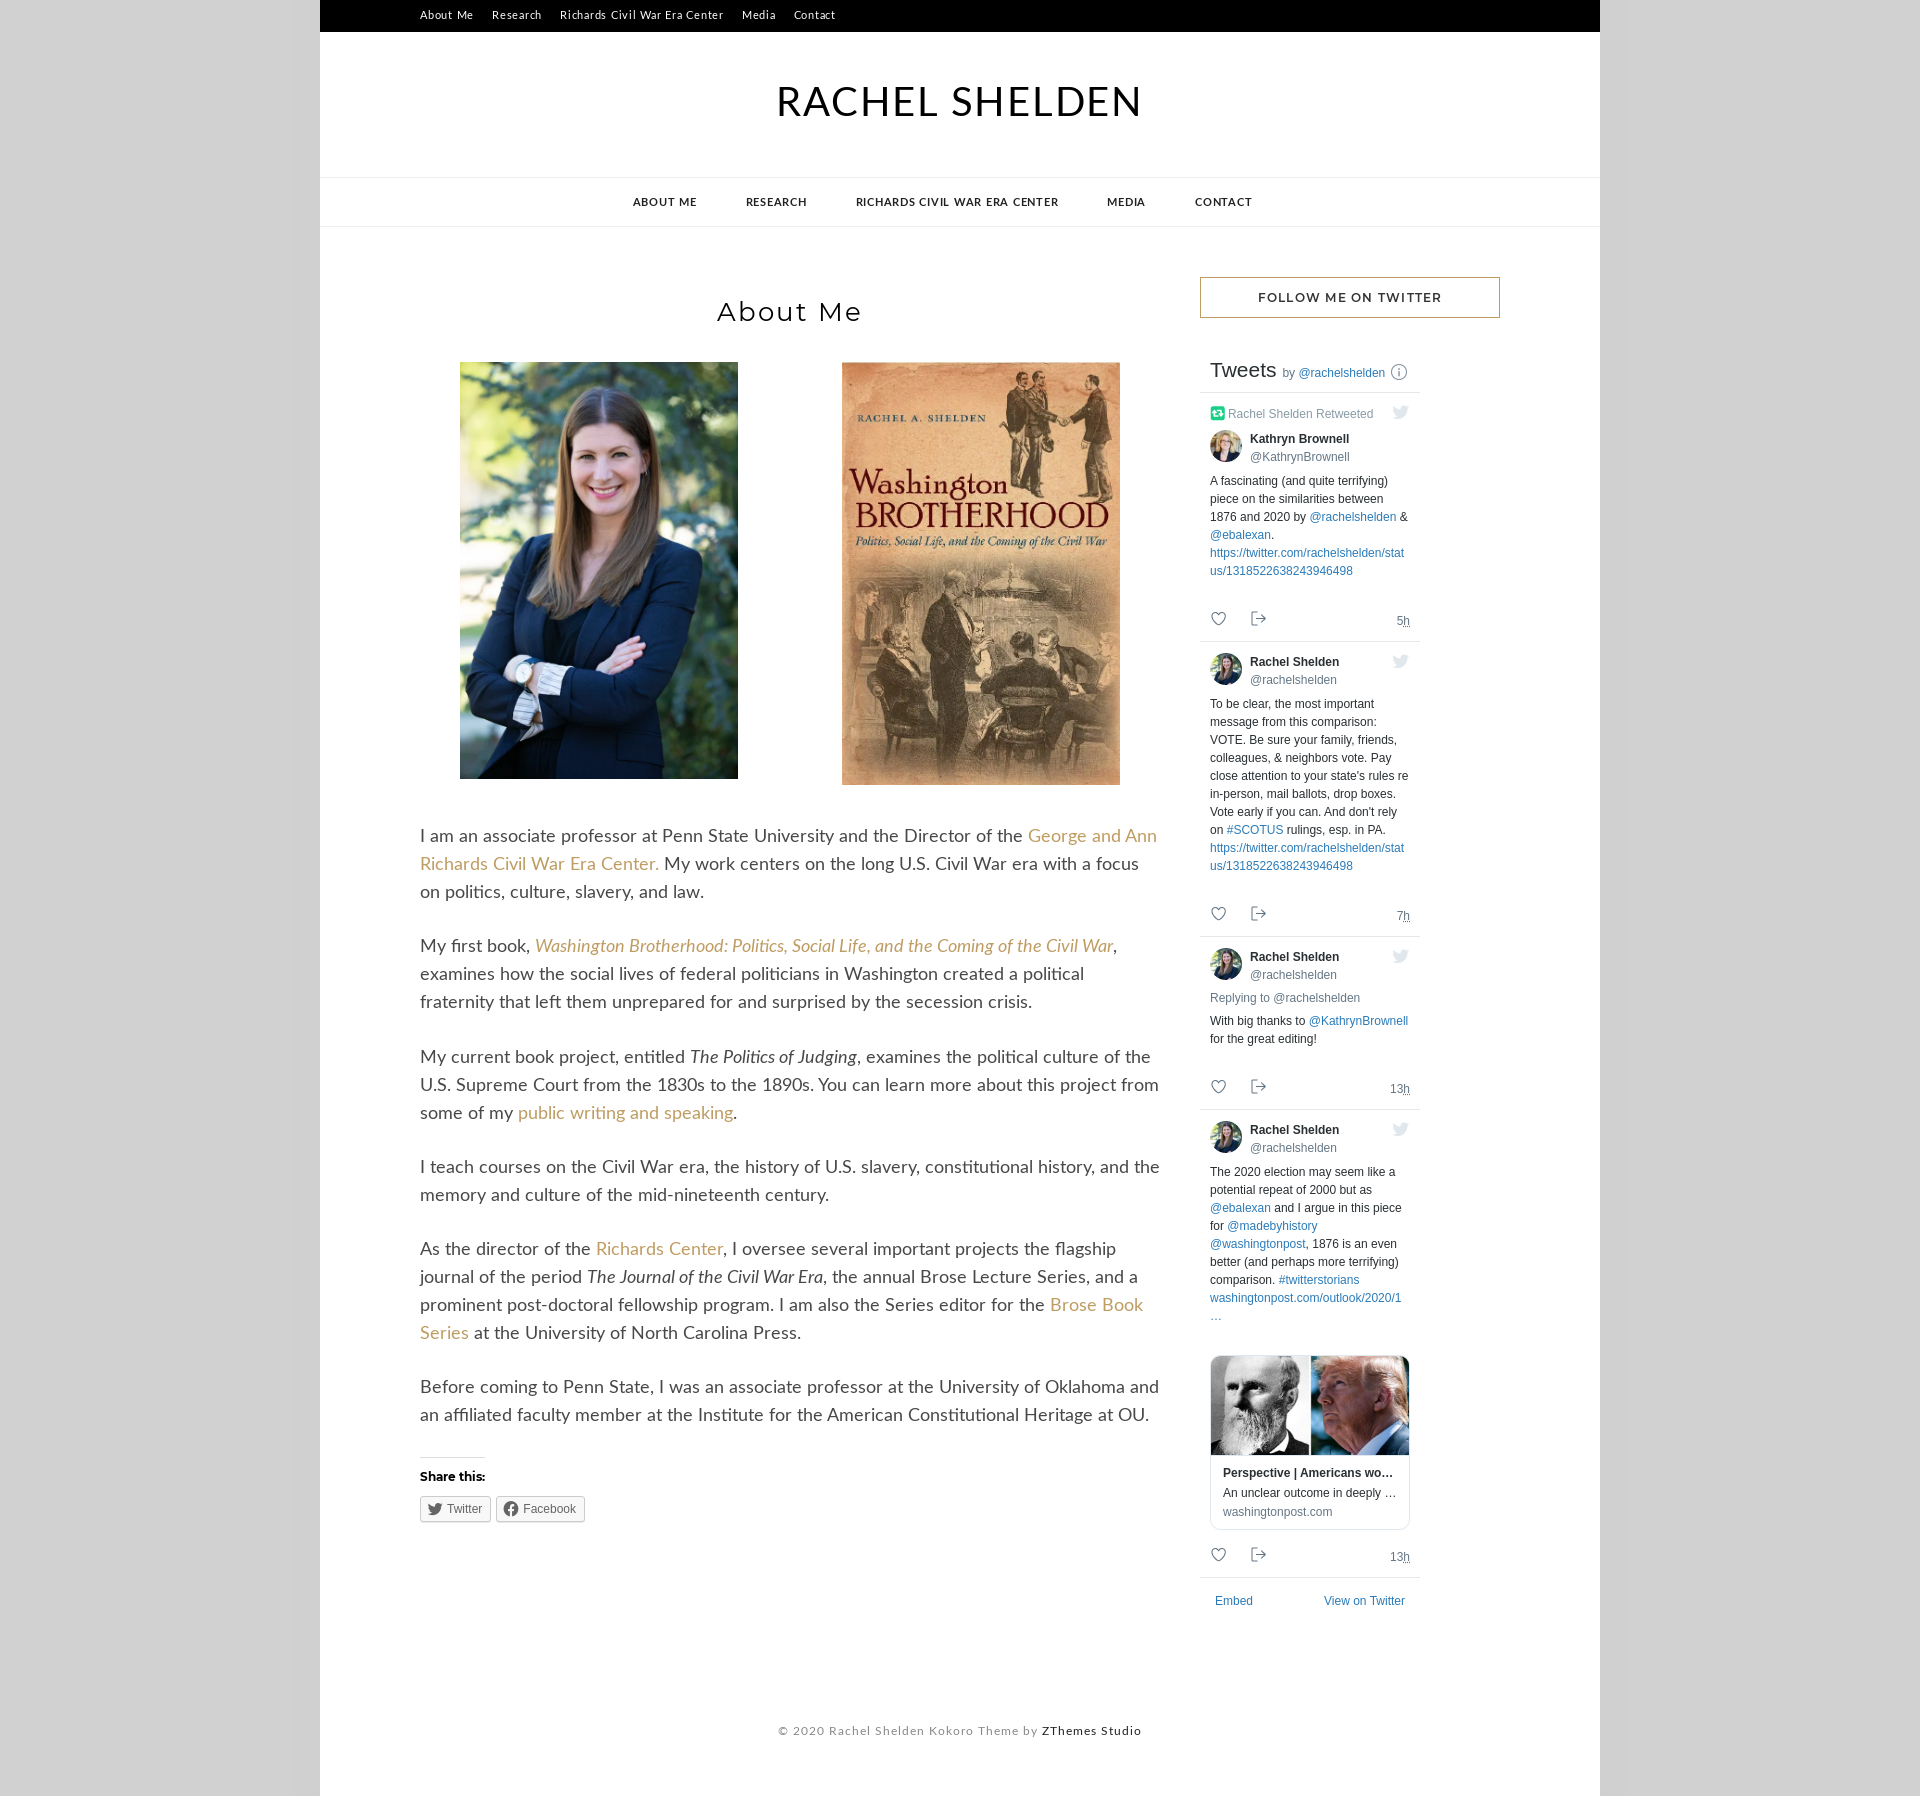 About Me Research Richards Civil War Era Center Media Contact
RACHEL SHELDEN
ABOUT ME RESEARCH RICHARDS CIVIL WAR ERA CENTER MEDIA CONTACT
About Me
RACHEL A. SHELDEN
Washington
BROTHERHOOD
Politics, Social Life, and the Coming of the Civil War
I am an associate professor at Penn State University and the Director of the George and Ann
Richards Civil War Era Center. My work centers on the long U.S. Civil War era with a focus
on politics, culture, slavery, and law.
My first book, Washington Brotherhood: Politics, Social Life, and the Coming of the Civil War,
examines how the social lives of federal politicians in Washington created a political
fraternity that left them unprepared for and surprised by the secession crisis.
My current book project, entitled The Politics of Judging, examines the political culture of the
U.S. Supreme Court from the 1830s to the 1890s. You can learn more about this project from
some of my public writing and speaking.
I teach courses on the Civil War era, the history of U.S. slavery, constitutional history, and the
memory and culture of the mid-nineteenth century.
As the director of the Richards Center, I oversee several important projects the flagship
journal of the period The Journal of the Civil War Era, the annual Brose Lecture Series, and a
prominent post-doctoral fellowship program. I am also the Series editor for the Brose Book
Series at the University of North Carolina Press.
Before coming to Penn State, I was an associate professor at the University of Oklahoma and
an affiliated faculty member at the Institute for the American Constitutional Heritage at OU.
Share this:
Twitter Facebook
FOLLOW ME ON TWITTER
Tweets by @rachelshelden
Rachel Shelden Retweeted
Kathryn Brownell
@KathrynBrownell
A fascinating (and quite terrifying)
piece on the similarities between
1876 and 2020 by @rachelshelden &
@ebalexan.
https://twitter.com/rachelshelden/stat
us/1318522638243946498
5h
Rachel Shelden
@rachelshelden
To be clear, the most important
message from this comparison:
VOTE. Be sure your family, friends,
colleagues, & neighbors vote. Pay
close attention to your state's rules re
in-person, mail ballots, drop boxes.
Vote early if you can. And don't rely
on #SCOTUS rulings, esp. in PA.
https://twitter.com/rachelshelden/stat
us/1318522638243946498
7h
Rachel Shelden
@rachelshelden
Replying to @rachelshelden
With big thanks to @KathrynBrownell
for the great editing!
13h
Rachel Shelden
@rachelshelden
The 2020 election may seem like a
potential repeat of 2000 but as
@ebalexan and I argue in this piece
for @madebyhistory
@washingtonpost, 1876 is an even
better (and perhaps more terrifying)
comparison. #twitterstorians
washingtonpost.com/outlook/2020/1
…
Perspective | Americans wo…
An unclear outcome in deeply …
washingtonpost.com
13h
Embed View on Twitter
© 2020 Rachel Shelden Kokoro Theme by ZThemes Studio